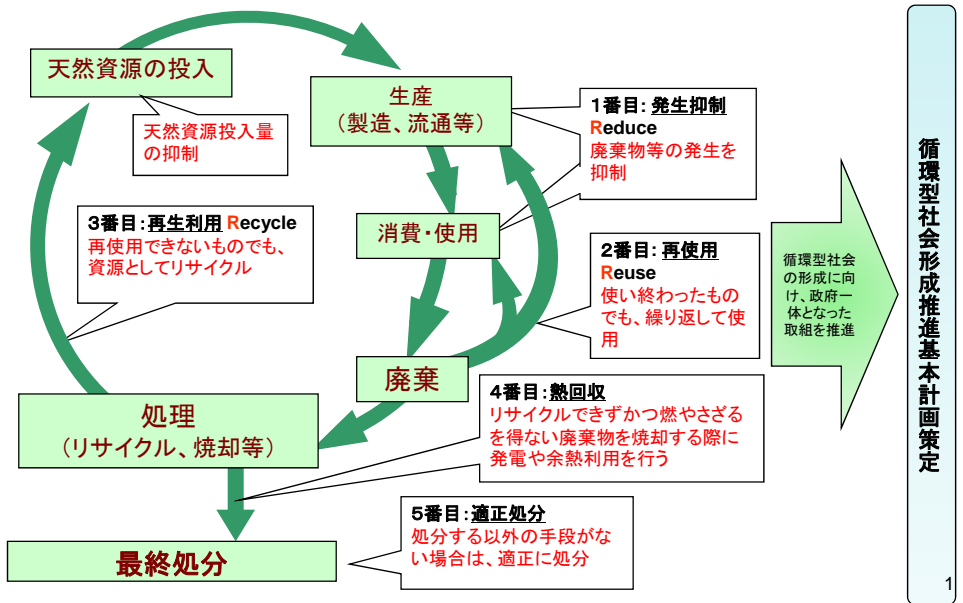 天然資源の投入
天然資源投入量
の抑制
生産
（製造、流通等）
1番目：発生抑制
Reduce
廃棄物等の発生を
抑制
消費・使用
3番目：再生利用 Recycle
再使用できないものでも、
資源としてリサイクル
2番目：再使用
Reuse
使い終わったもの
でも、繰り返して使
用
廃棄
処理
（リサイクル、焼却等）
4番目：熱回収
リサイクルできずかつ燃やさざる
を得ない廃棄物を焼却する際に
発電や余熱利用を行う
5番目：適正処分
処分する以外の手段がな
い場合は、適正に処分
最終処分
循環型社会
の形成に向
け、政府一
体となった
取組を推進
循環型社会形成推進基本計画策定
1